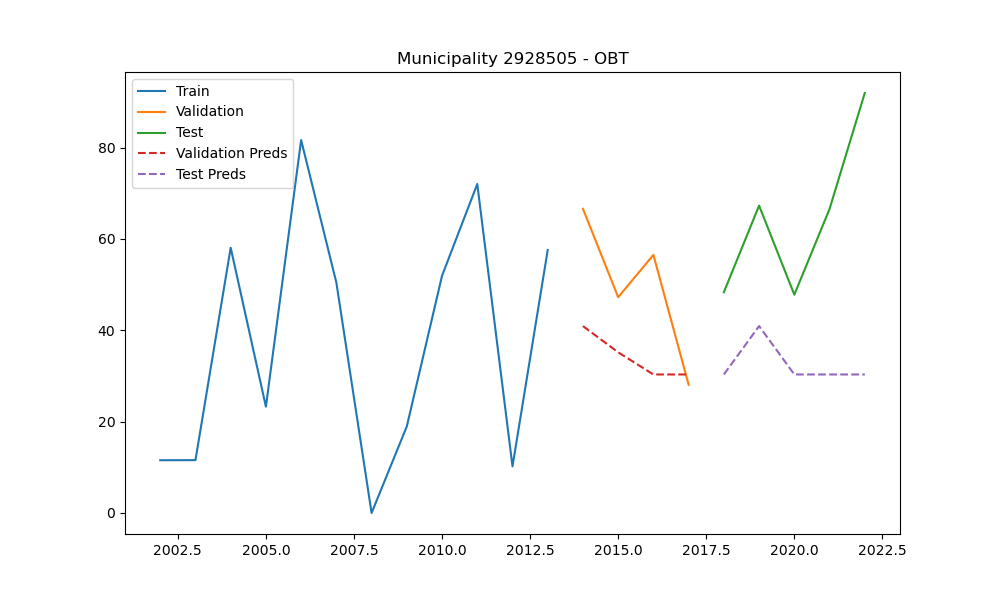 Municipality 2928505 - OBT
Train
Validation
Test
Validation Preds
Test Preds
80
60
40
20
0
2002.5 2005.0 2007.5 2010.0 2012.5 2015.0 2017.5 2020.0 2022.5